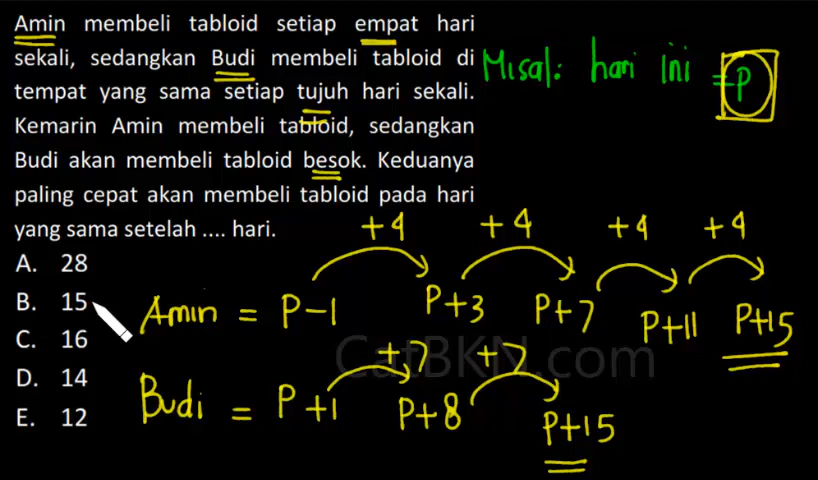 Amin membeli tabloid setiap empat hari
sekali, sedangkan Budi membeli tabloid di
tempat yang sama setiap tujuh hari sekali.
Kemarin Amin membeli tabloid, sedangkan
Budi akan membeli tabloid besok. Keduanya
paling cepat akan membeli tabloid pada hari
yang sama setelah .... hari.
A. 28
B. 15
C. 16
D. 14
E. 12
Misal: hari ini = P
+4 +4 +4 +4
Amin = P-1 P+3 P+7 P+11 P+15
CatBKN.com
+7 +7
Budi = P+1 P+8 P+15